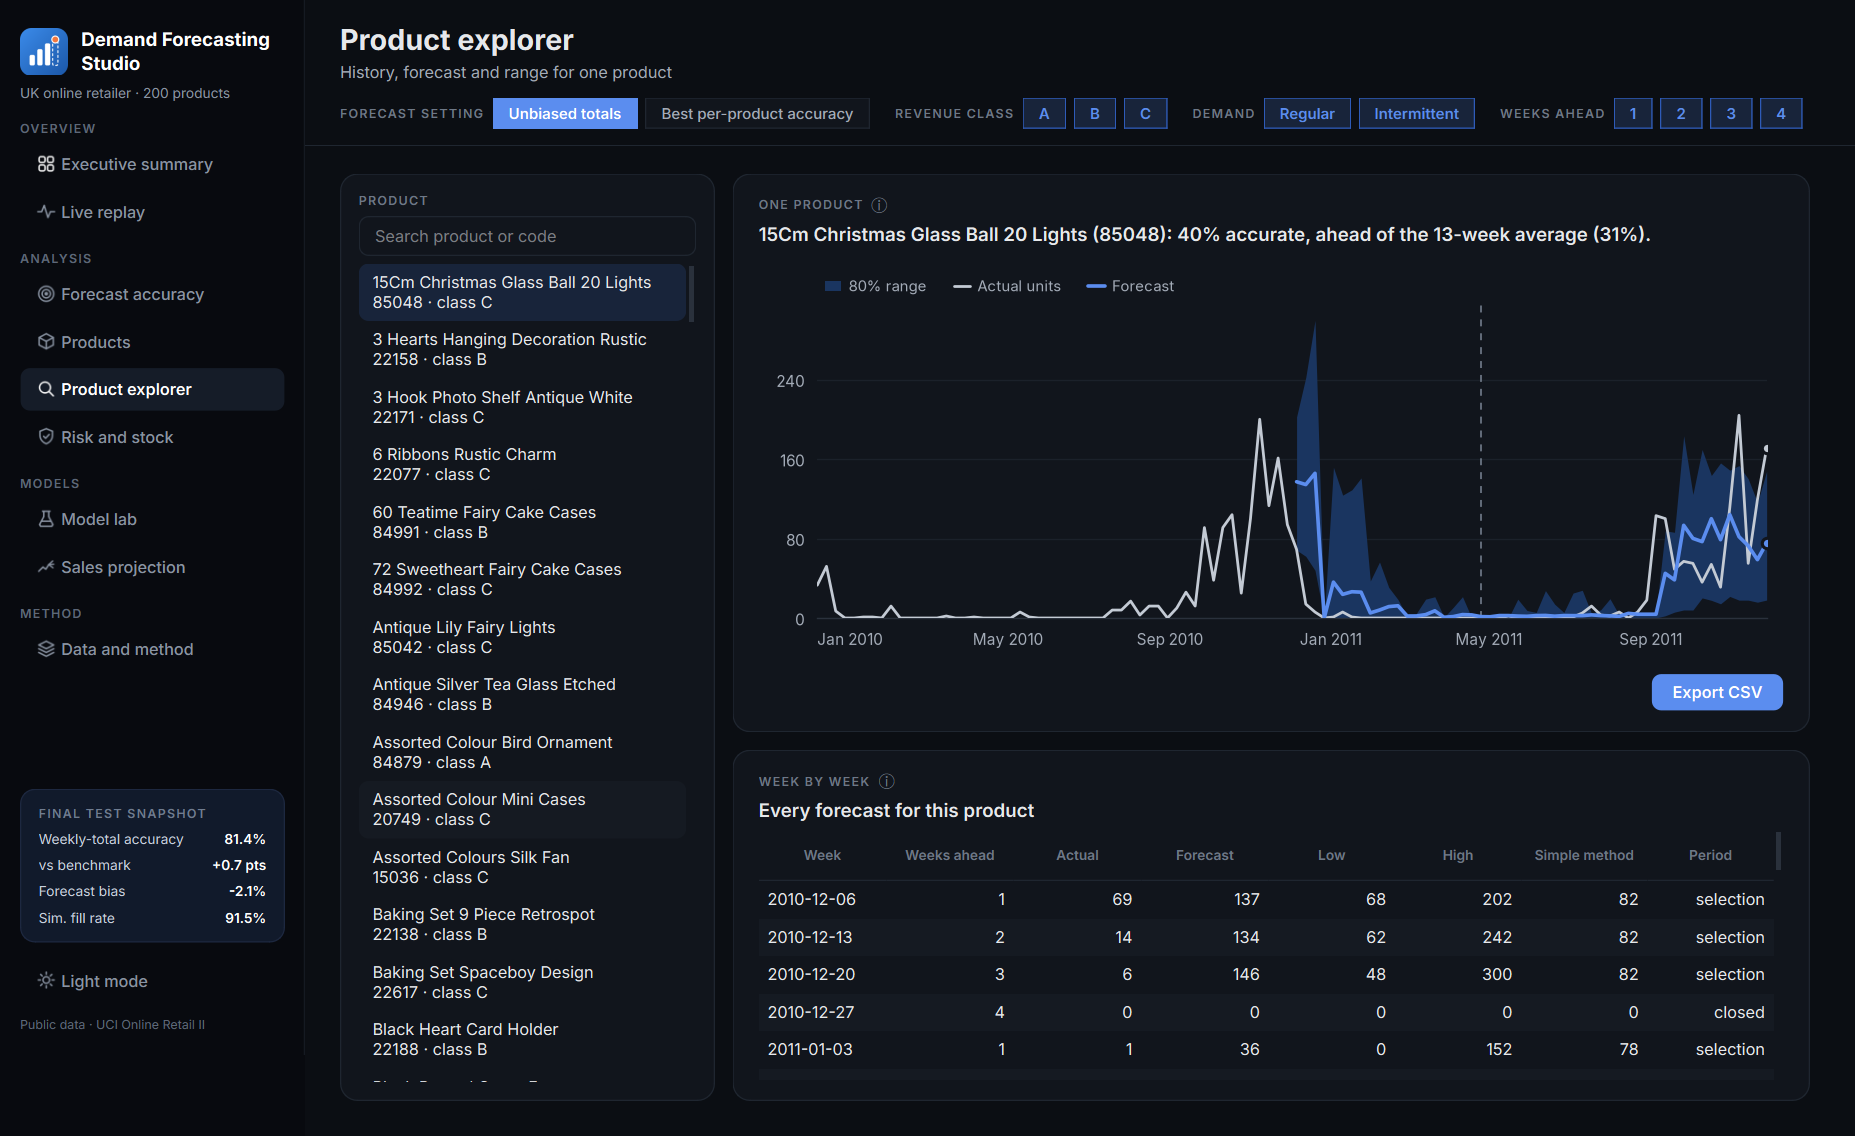 Demand Forecasting
Studio
UK online retailer · 200 products
OVERVIEW
Executive summary
Live replay
ANALYSIS
Forecast accuracy
Products
Product explorer
Risk and stock
MODELS
Model lab
Sales projection
METHOD
Data and method
FINAL TEST SNAPSHOT
Weekly-total accuracy 81.4%
vs benchmark +0.7 pts
Forecast bias -2.1%
Sim. fill rate 91.5%
Light mode
Public data · UCI Online Retail II
Product explorer
History, forecast and range for one product
FORECAST SETTING Unbiased totals Best per-product accuracy REVENUE CLASS A B C DEMAND Regular Intermittent WEEKS AHEAD 1 2 3 4
PRODUCT
Search product or code
15Cm Christmas Glass Ball 20 Lights
85048 · class C
3 Hearts Hanging Decoration Rustic
22158 · class B
3 Hook Photo Shelf Antique White
22171 · class C
6 Ribbons Rustic Charm
22077 · class C
60 Teatime Fairy Cake Cases
84991 · class B
72 Sweetheart Fairy Cake Cases
84992 · class C
Antique Lily Fairy Lights
85042 · class C
Antique Silver Tea Glass Etched
84946 · class B
Assorted Colour Bird Ornament
84879 · class A
Assorted Colour Mini Cases
20749 · class C
Assorted Colours Silk Fan
15036 · class C
Baking Set 9 Piece Retrospot
22138 · class B
Baking Set Spaceboy Design
22617 · class C
Black Heart Card Holder
22188 · class B
ONE PRODUCT
15Cm Christmas Glass Ball 20 Lights (85048): 40% accurate, ahead of the 13-week average (31%).
80% range Actual units Forecast
240
160
80
0
Jan 2010 May 2010 Sep 2010 Jan 2011 May 2011 Sep 2011
Export CSV
WEEK BY WEEK
Every forecast for this product
Week Weeks ahead Actual Forecast Low High Simple method Period
2010-12-06 1 69 137 68 202 82 selection
2010-12-13 2 14 134 62 242 82 selection
2010-12-20 3 6 146 48 300 82 selection
2010-12-27 4 0 0 0 0 0 closed
2011-01-03 1 1 36 0 152 78 selection